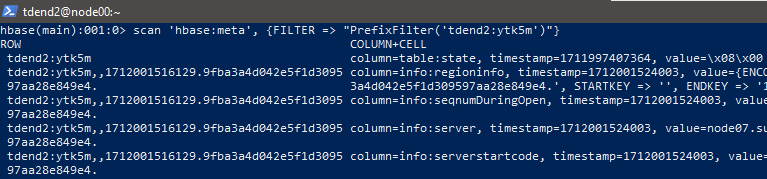 tdend2@node00:~
hbase(main):001:0> scan 'hbase:meta', {FILTER => "PrefixFilter('tdend2:ytk5m')"}
ROW COLUMN+CELL
tdend2:ytk5m column=table:state, timestamp=1711997407364, value=\x08\x00
tdend2:ytk5m,,1712001516129.9fba3a4d042e5f1d3095 column=info:regioninfo, timestamp=1712001524003, value={ENCO
97aa28e849e4. 3a4d042e5f1d309597aa28e849e4.', STARTKEY => '', ENDKEY => '1
tdend2:ytk5m,,1712001516129.9fba3a4d042e5f1d3095 column=info:seqnumDuringOpen, timestamp=1712001524003, valu
97aa28e849e4.
tdend2:ytk5m,,1712001516129.9fba3a4d042e5f1d3095 column=info:server, timestamp=1712001524003, value=node07.su
97aa28e849e4.
tdend2:ytk5m,,1712001516129.9fba3a4d042e5f1d3095 column=info:serverstartcode, timestamp=1712001524003, value=
97aa28e849e4.